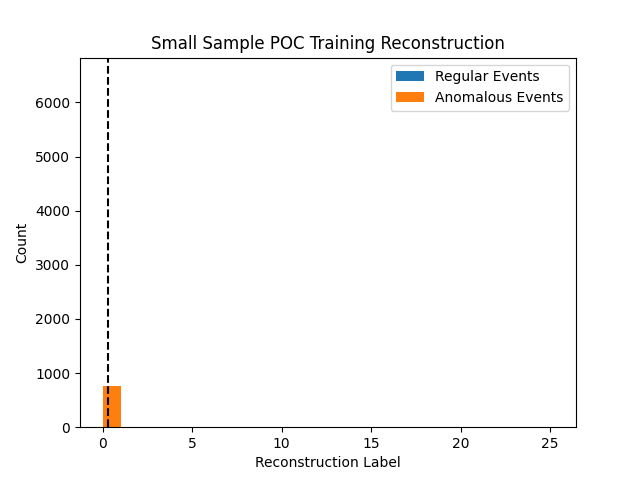 Small Sample POC Training Reconstruction
Regular Events
Anomalous Events
6000
5000
4000
3000
2000
1000
0
Count
0 5 10 15 20 25
Reconstruction Label